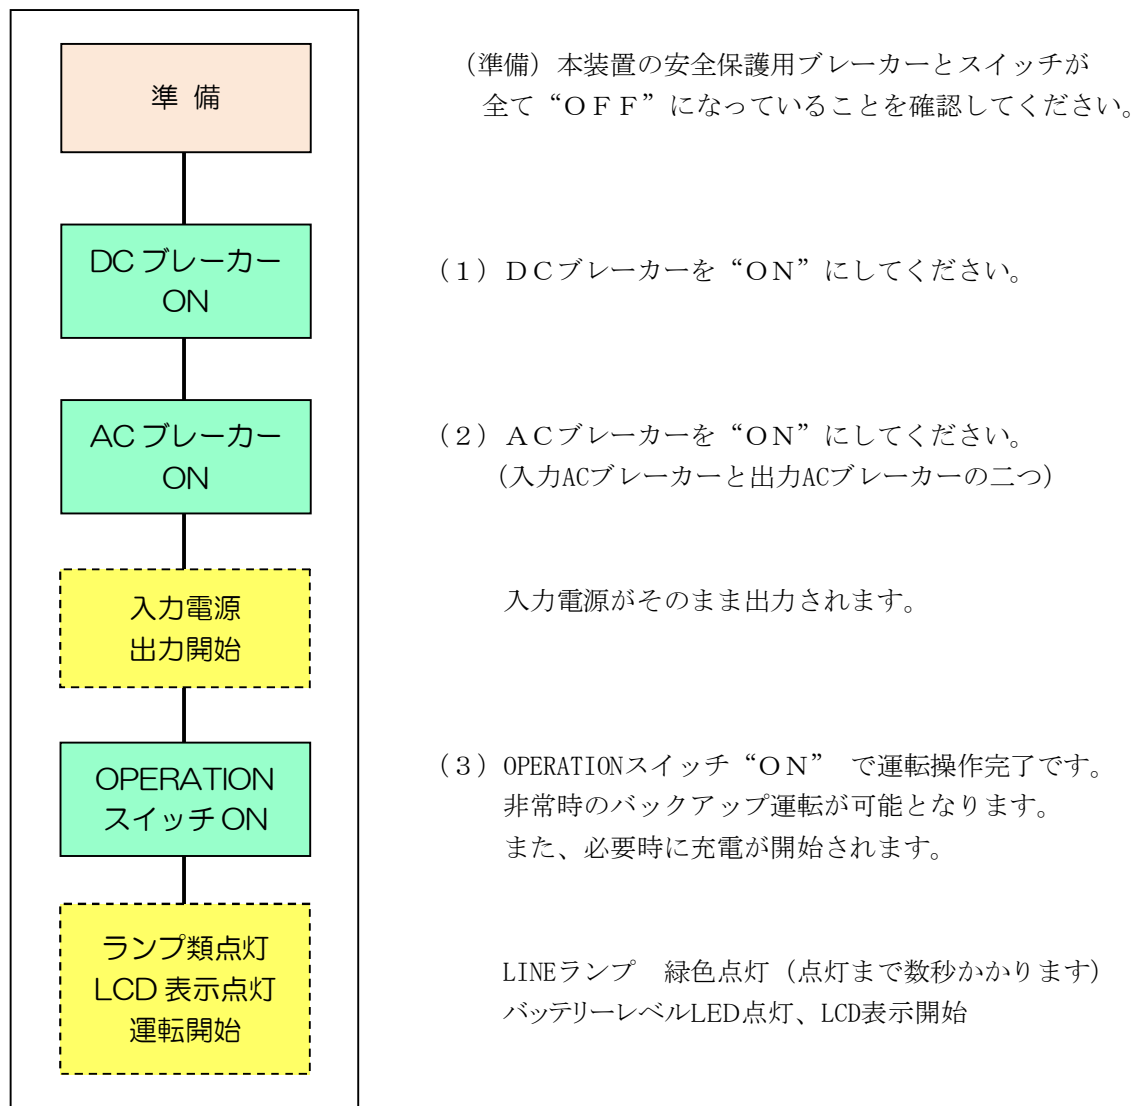 準 備
（準備）本装置の安全保護用ブレーカーとスイッチが
全て“ＯＦＦ”になっていることを確認してください。
DC ブレーカー
ON
（１）ＤＣブレーカーを“ＯＮ”にしてください。
AC ブレーカー
ON
（２）ＡＣブレーカーを“ＯＮ”にしてください。
（入力ACブレーカーと出力ACブレーカーの二つ）
入力電源
出力開始
入力電源がそのまま出力されます。
OPERATION
スイッチ ON
（３）OPERATIONスイッチ“ＯＮ” で運転操作完了です。
非常時のバックアップ運転が可能となります。
また、必要時に充電が開始されます。
ランプ類点灯
LCD 表示点灯
運転開始
LINEランプ　緑色点灯（点灯まで数秒かかります）
バッテリーレベルLED点灯、LCD表示開始